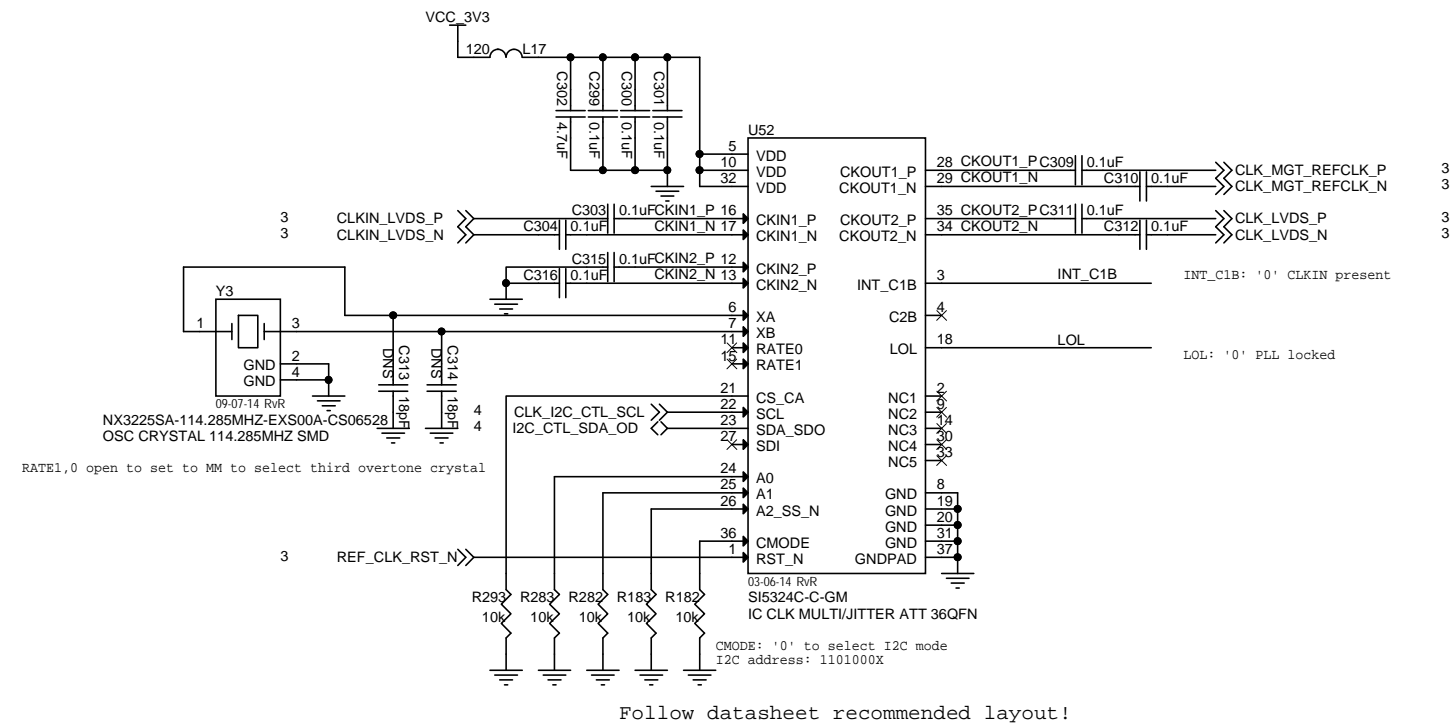 VCC_3V3
120 L17
C302 4.7uF
C299 0.1uF
C300 0.1uF
C301 0.1uF
U52
5 VDD
10 VDD
32 VDD
CKOUT1_P 28 CKOUT1_P C309 0.1uF CLK_MGT_REFCLK_P 3
CKOUT1_N 29 CKOUT1_N C310 0.1uF CLK_MGT_REFCLK_N 3
3 CLKIN_LVDS_P C303 0.1uF CKIN1_P 16 CKIN1_P
3 CLKIN_LVDS_N C304 0.1uF CKIN1_N 17 CKIN1_N
CKOUT2_P 35 CKOUT2_P C311 0.1uF CLK_LVDS_P 3
CKOUT2_N 34 CKOUT2_N C312 0.1uF CLK_LVDS_N 3
C315 0.1uF CKIN2_P 12 CKIN2_P
C316 0.1uF CKIN2_N 13 CKIN2_N
INT_C1B 3 INT_C1B
INT_C1B: '0' CLKIN present
Y3
1
3
GND 2
GND 4
09-07-14 RvR
NX3225SA-114.285MHZ-EXS00A-CS06528
OSC CRYSTAL 114.285MHZ SMD
C313 DNS 18pF
C314 DNS 18pF
6 XA
7 XB
11 RATE0
15 RATE1
C2B 4
LOL 18 LOL
LOL: '0' PLL locked
RATE1,0 open to set to MM to select third overtone crystal
21 CS_CA
4 CLK_I2C_CTL_SCL 22 SCL
4 I2C_CTL_SDA_OD 23 SDA_SDO
27 SDI
NC1 2
NC2 9
NC3 14
NC4 30
NC5 33
24 A0
25 A1
26 A2_SS_N
GND 8
GND 19
GND 20
GND 31
GNDPAD 37
36 CMODE
3 REF_CLK_RST_N 1 RST_N
03-06-14 RvR
SI5324C-C-GM
IC CLK MULTI/JITTER ATT 36QFN
R293 10k
R283 10k
R282 10k
R183 10k
R182 10k
CMODE: '0' to select I2C mode
I2C address: 1101000X
Follow datasheet recommended layout!